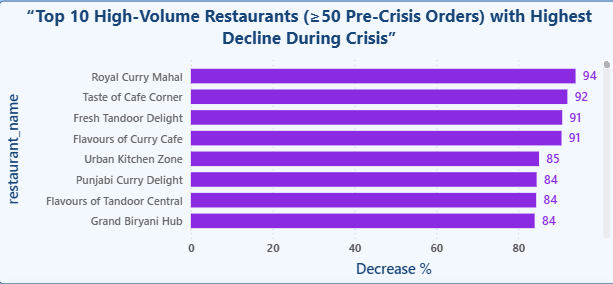 “Top 10 High-Volume Restaurants (≥50 Pre-Crisis Orders) with Highest
Decline During Crisis”
restaurant_name
Royal Curry Mahal 94
Taste of Cafe Corner 92
Fresh Tandoor Delight 91
Flavours of Curry Cafe 91
Urban Kitchen Zone 85
Punjabi Curry Delight 84
Flavours of Tandoor Central 84
Grand Biryani Hub 84
0 20 40 60 80
Decrease %